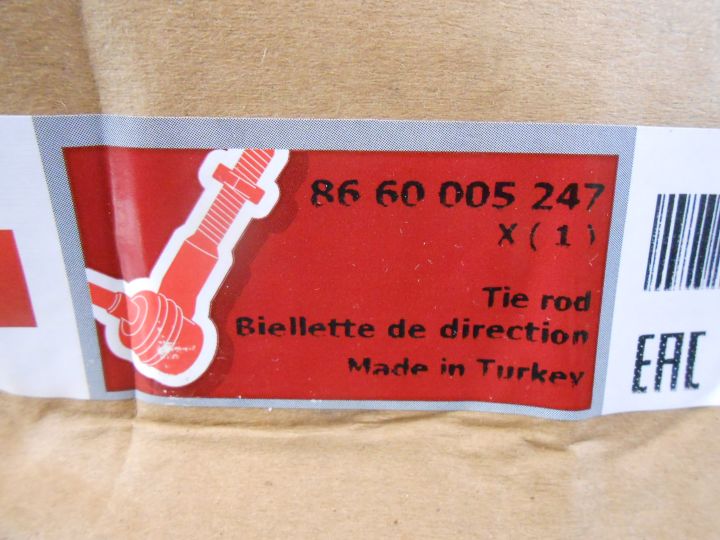 86 60 005 247
X ( 1 )
Tie rod
Biellette de direction
Made in Turkey
EAC